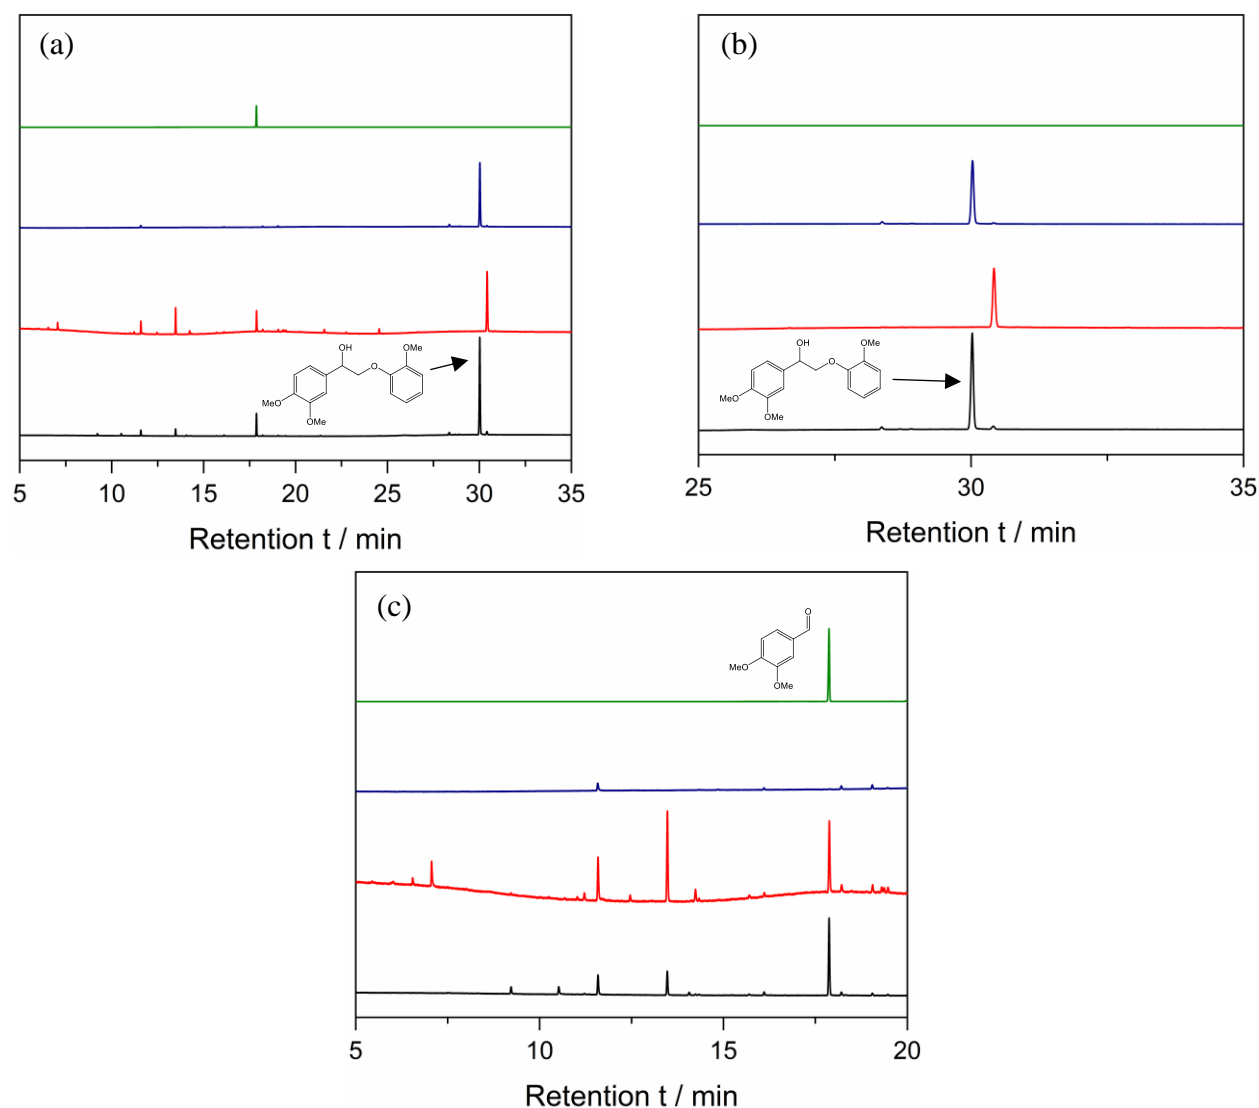 (a)
OH
OMe
O
MeO
OMe
5 10 15 20 25 30 35
Retention t / min
(b)
OH
OMe
O
MeO
OMe
25 30 35
Retention t / min
(c)
O
MeO
OMe
5 10 15 20
Retention t / min